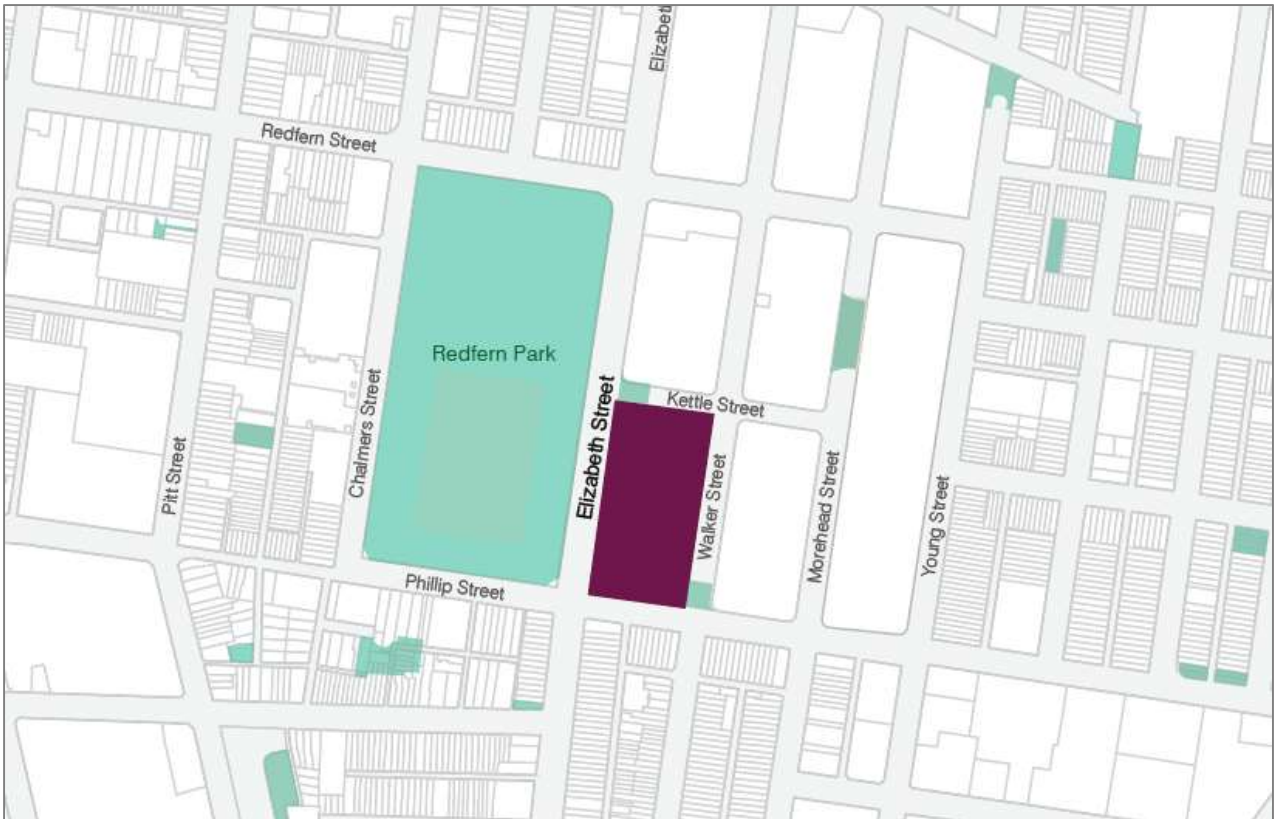 Elizabet
Redfern Street
Redfern Park
Kettle Street
Elizabeth Street
Chalmers Street
Pitt Street
Walker Street
Morehead Street
Young Street
Phillip Street